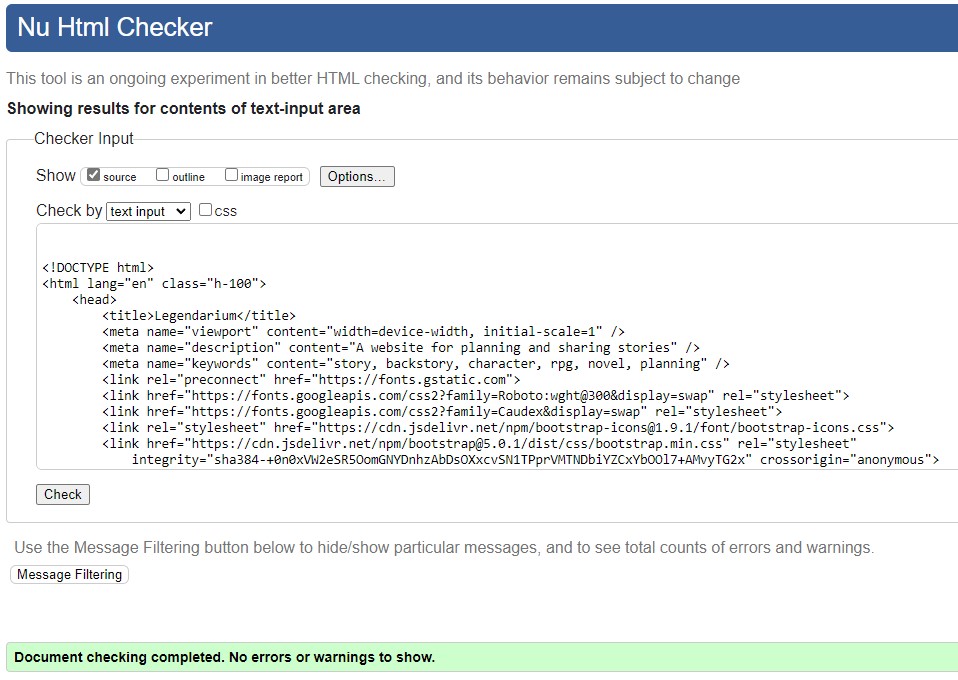 Nu Html Checker
This tool is an ongoing experiment in better HTML checking, and its behavior remains subject to change
Showing results for contents of text-input area
Checker Input
Show source outline image report Options...
Check by text input css
<!DOCTYPE html>
<html lang="en" class="h-100">
<head>
<title>Legendarium</title>
<meta name="viewport" content="width=device-width, initial-scale=1" />
<meta name="description" content="A website for planning and sharing stories" />
<meta name="keywords" content="story, backstory, character, rpg, novel, planning" />
<link rel="preconnect" href="https://fonts.gstatic.com">
<link href="https://fonts.googleapis.com/css2?family=Roboto:wght@300&display=swap" rel="stylesheet">
<link href="https://fonts.googleapis.com/css2?family=Caudex&display=swap" rel="stylesheet">
<link rel="stylesheet" href="https://cdn.jsdelivr.net/npm/bootstrap-icons@1.9.1/font/bootstrap-icons.css">
<link href="https://cdn.jsdelivr.net/npm/bootstrap@5.0.1/dist/css/bootstrap.min.css" rel="stylesheet"
integrity="sha384-+0n0xVW2eSR5OomGNYDnhzAbDsOXxcvSN1TPprVMTNDbiYZCxYbOOl7+AMvyTG2x" crossorigin="anonymous">
Check
Use the Message Filtering button below to hide/show particular messages, and to see total counts of errors and warnings.
Message Filtering
Document checking completed. No errors or warnings to show.